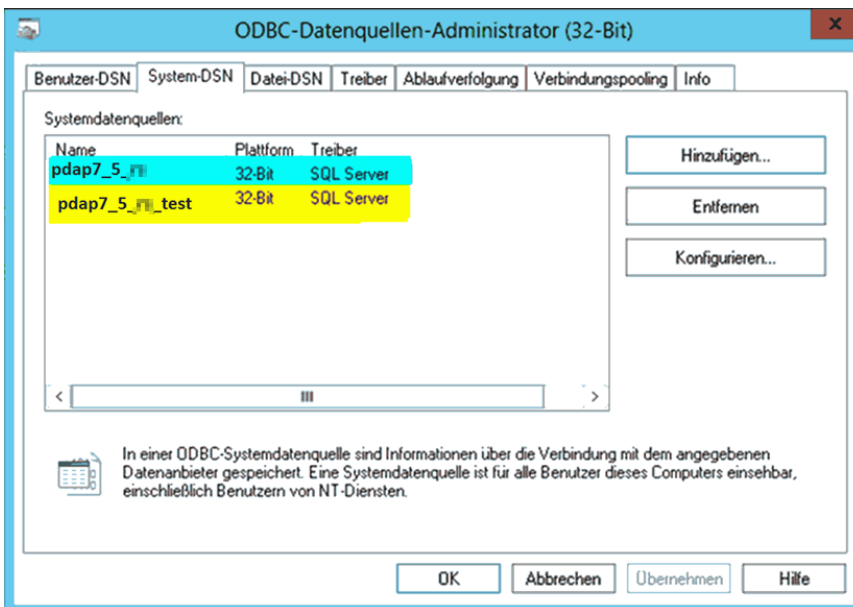 ODBC-Datenquellen-Administrator (32-Bit)
x
Benutzer-DSN System-DSN Datei-DSN Treiber Ablaufverfolgung Verbindungspooling Info
Systemdatenquellen:
Name Plattform Treiber
pdap7_5_ 32-Bit SQL Server
pdap7_5_ _test 32-Bit SQL Server
Hinzufügen...
Entfernen
Konfigurieren...
In einer ODBC-Systemdatenquelle sind Informationen über die Verbindung mit dem angegebenen
Datenanbieter gespeichert. Eine Systemdatenquelle ist für alle Benutzer dieses Computers einsehbar,
einschließlich Benutzern von NT-Diensten.
OK Abbrechen Übernehmen Hilfe